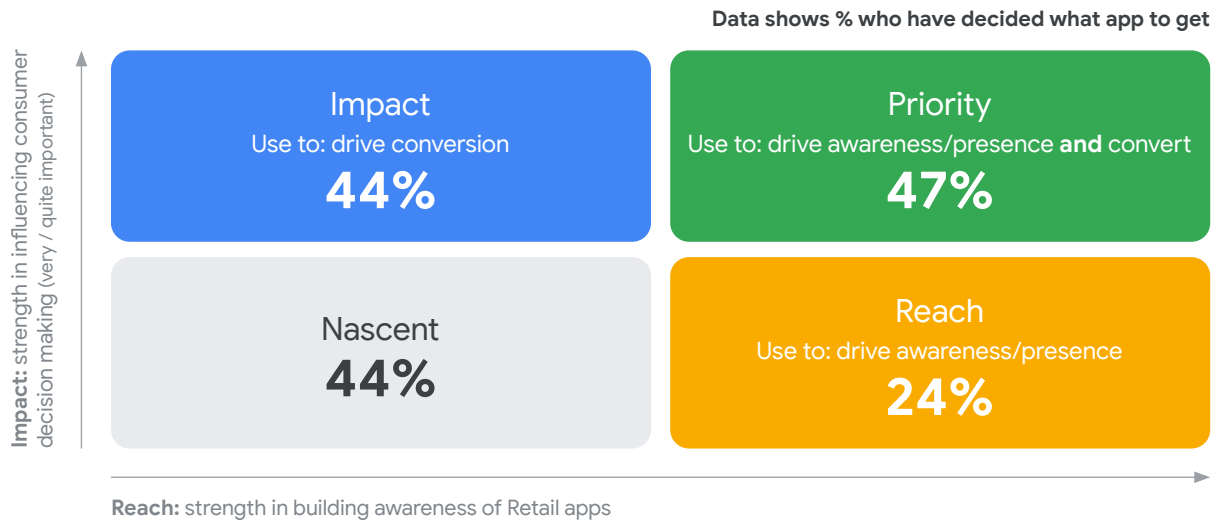 Data shows % who have decided what app to get
Impact: strength in influencing consumer
decision making (very / quite important)
Impact
Use to: drive conversion
44%
Priority
Use to: drive awareness/presence and convert
47%
Nascent
44%
Reach
Use to: drive awareness/presence
24%
Reach: strength in building awareness of Retail apps